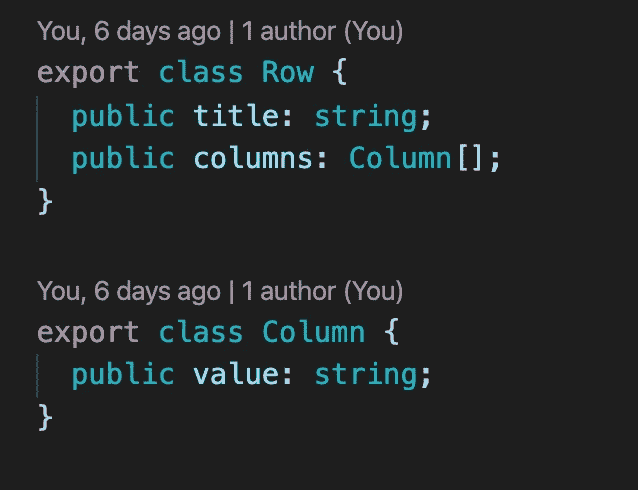 You, 6 days ago | 1 author (You)
export class Row {
  public title: string;
  public columns: Column[];
}
You, 6 days ago | 1 author (You)
export class Column {
  public value: string;
}